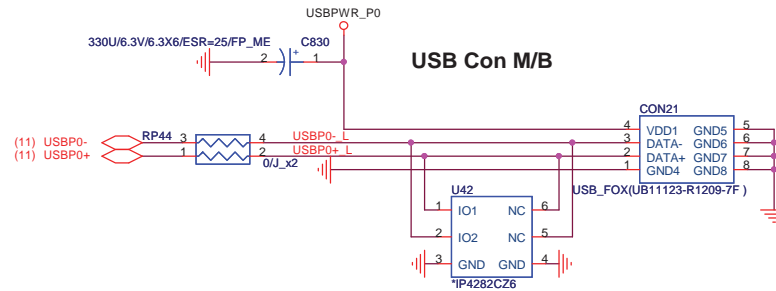 USBPWR_P0
330U/6.3V/6.3X6/ESR=25/FP_ME C830
2 + 1
USB Con M/B
CON21
(11) USBP0- RP44 3 4 USBP0-_L
(11) USBP0+ 1 2 USBP0+_L
0/J_x2
4 VDD1 GND5 5
3 DATA- GND6 6
2 DATA+ GND7 7
1 GND4 GND8 8
USB_FOX(UB11123-R1209-7F )
U42
1 IO1 NC 6
2 IO2 NC 5
3 GND GND 4
*IP4282CZ6